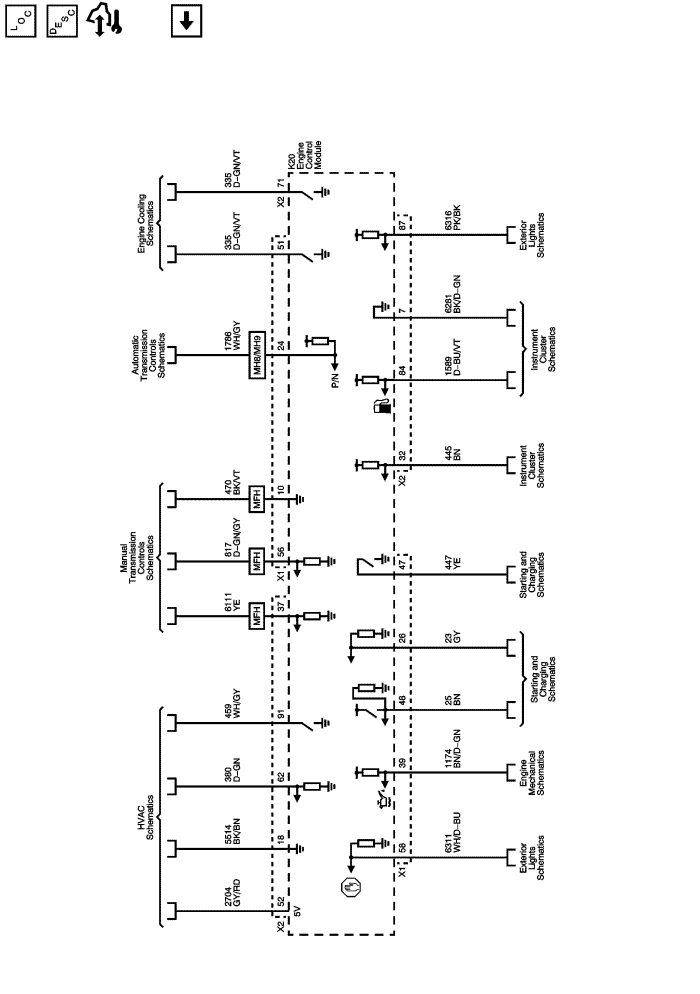 LOC
DESC
K20
Engine
Control
Module
Engine Cooling
Schematics
335
D-GN/VT
71
X2
335
D-GN/VT
51
Automatic
Transmission
Controls
Schematics
1786
WH/GY
MH8/MH9
24
P/N
Manual
Transmission
Controls
Schematics
470
BK/VT
MFH
10
817
D-GN/GY
MFH
56
X1
6111
YE
MFH
37
HVAC
Schematics
459
WH/GY
91
380
D-GN
62
5514
BK/BN
18
2704
GY/RD
52
X2
5V
87
6316
PK/BK
Exterior
Lights
Schematics
7
6281
BK/D-GN
84
1589
D-BU/VT
Instrument
Cluster
Schematics
32
X2
445
BN
Instrument
Cluster
Schematics
47
447
YE
Starting and
Charging
Schematics
26
23
GY
48
25
BN
Starting and
Charging
Schematics
39
1174
BN/D-GN
Engine
Mechanical
Schematics
58
X1
6311
WH/D-BU
Exterior
Lights
Schematics